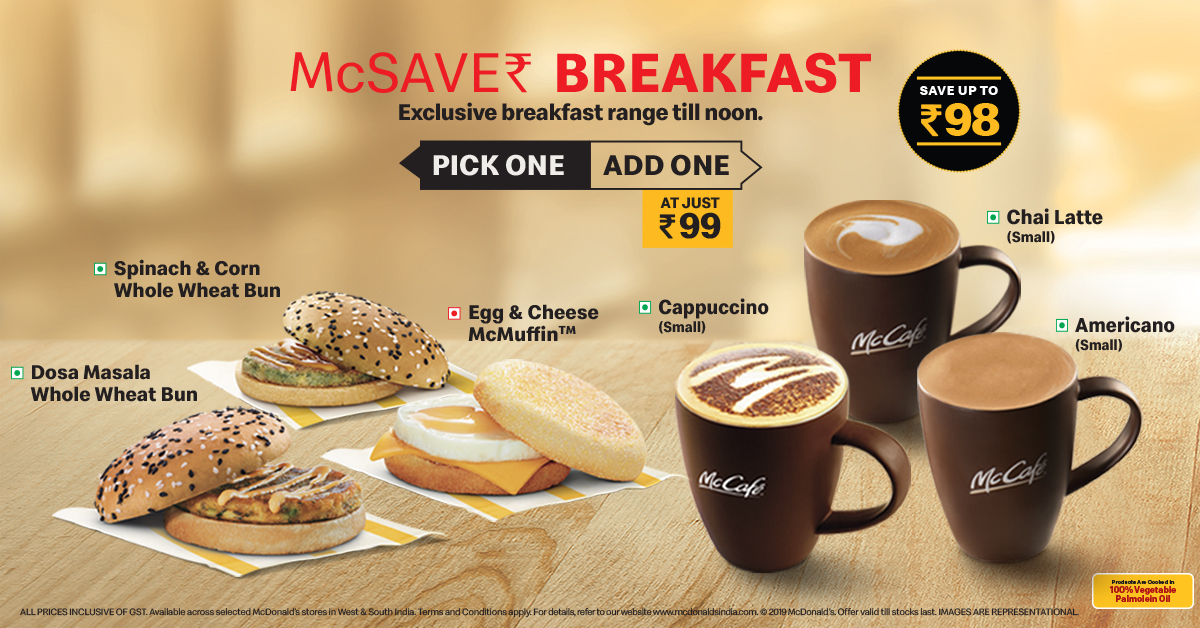 McSAVE₹ BREAKFAST
Exclusive breakfast range till noon.
SAVE UP TO
₹98
PICK ONE ADD ONE
AT JUST
₹99
Chai Latte
(Small)
Spinach & Corn
Whole Wheat Bun
Egg & Cheese
McMuffin™
Cappuccino
(Small)
Americano
(Small)
Dosa Masala
Whole Wheat Bun
McCafé
McCafé
McCafé
Products Are Cooked In
100% Vegetable
Palmolein Oil
ALL PRICES INCLUSIVE OF GST. Available across selected McDonald's stores in West & South India. Terms and Conditions apply. For details, refer to our website www.mcdonaldsindia.com. © 2019 McDonald's. Offer valid till stocks last. IMAGES ARE REPRESENTATIONAL.